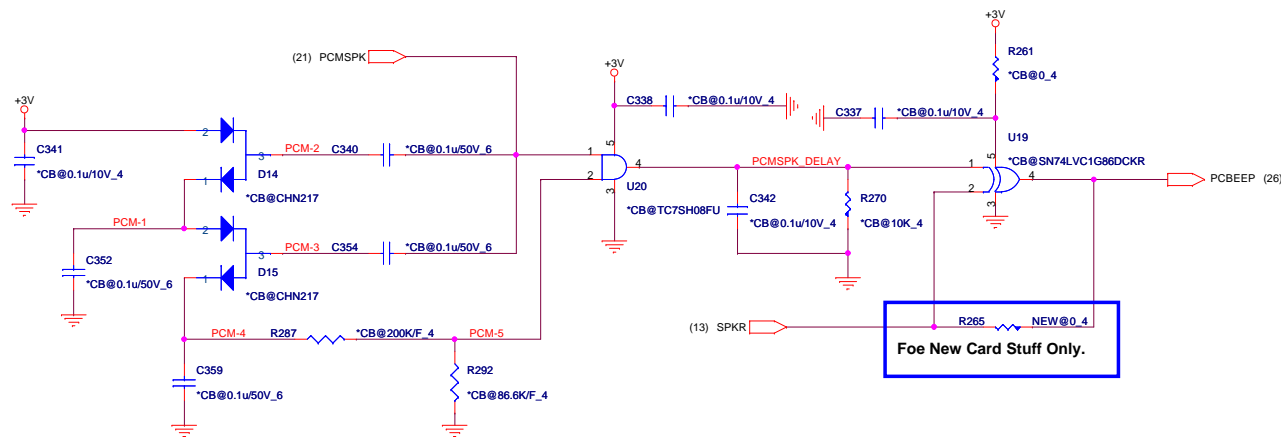 +3V
R261
*CB@0_4
(21) PCMSPK
+3V
C338
*CB@0.1u/10V_4
C337
*CB@0.1u/10V_4
+3V
C341
*CB@0.1u/10V_4
2
3
1
PCM-2
C340
*CB@0.1u/50V_6
D14
*CB@CHN217
5
1
2
4
3
U20
*CB@TC7SH08FU
PCMSPK_DELAY
U19
*CB@SN74LVC1G86DCKR
5
1
2
4
3
PCBEEP (26)
C342
*CB@0.1u/10V_4
R270
*CB@10K_4
PCM-1
2
3
1
PCM-3
C354
*CB@0.1u/50V_6
D15
*CB@CHN217
C352
*CB@0.1u/50V_6
PCM-4
R287
*CB@200K/F_4
PCM-5
(13) SPKR
R265
NEW@0_4
Foe New Card Stuff Only.
C359
*CB@0.1u/50V_6
R292
*CB@86.6K/F_4